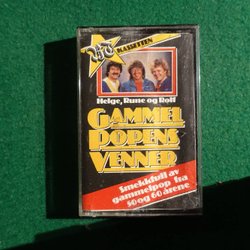 KASSETTEN
Helge, Rune og Rolf
GAMMEL
POPENS
VENNER
Smekkfull av
gammelpop fra
50 og 60 årene